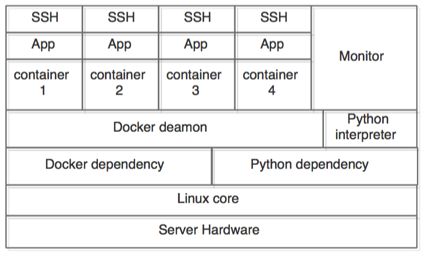 SSH SSH SSH SSH
App App App App
Monitor
container 1
container 2
container 3
container 4
Docker deamon
Python interpreter
Docker dependency
Python dependency
Linux core
Server Hardware